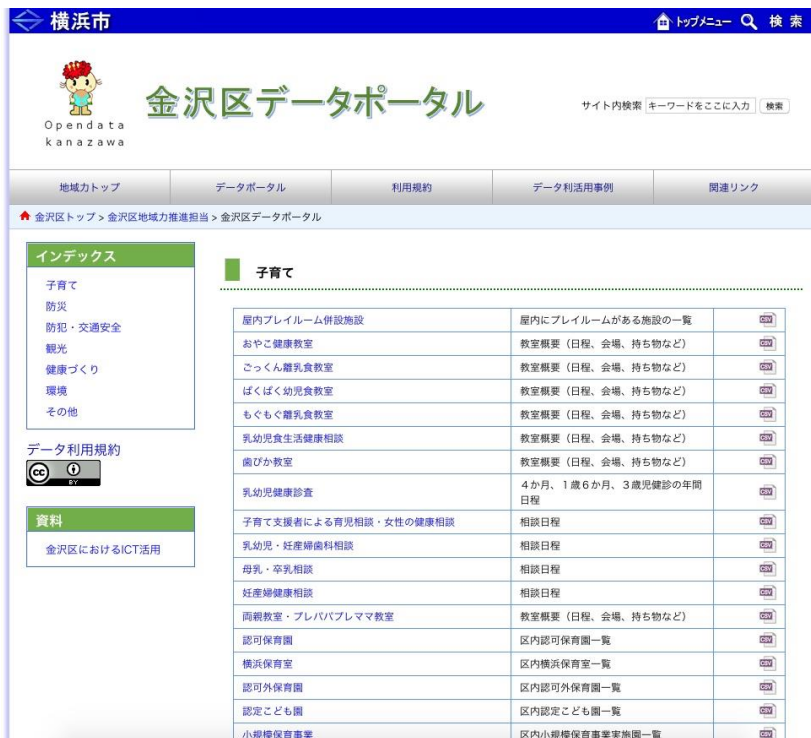 横浜市
トップメニュー 検索
Opendata
kanazawa
金沢区データポータル
サイト内検索 キーワードをここに入力 検索
地域力トップ データポータル 利用規約 データ利活用事例 関連リンク
金沢区トップ > 金沢区地域力推進担当 > 金沢区データポータル
インデックス
子育て
防災
防犯・交通安全
観光
健康づくり
環境
その他
データ利用規約
cc BY
資料
金沢区におけるICT活用
子育て
屋内プレイルーム併設施設 屋内にプレイルームがある施設の一覧 CSV
おやこ健康教室 教室概要（日程、会場、持ち物など） CSV
ごっくん離乳食教室 教室概要（日程、会場、持ち物など） CSV
ぱくぱく幼児食教室 教室概要（日程、会場、持ち物など） CSV
もぐもぐ離乳食教室 教室概要（日程、会場、持ち物など） CSV
乳幼児食生活健康相談 教室概要（日程、会場、持ち物など） CSV
歯ぴか教室 教室概要（日程、会場、持ち物など） CSV
乳幼児健康診査 ４か月、１歳６か月、３歳児健診の年間
日程 CSV
子育て支援者による育児相談・女性の健康相談 相談日程 CSV
乳幼児・妊産婦歯科相談 相談日程 CSV
母乳・卒乳相談 相談日程 CSV
妊産婦健康相談 相談日程 CSV
両親教室・プレパパプレママ教室 教室概要（日程、会場、持ち物など） CSV
認可保育園 区内認可保育園一覧 CSV
横浜保育室 区内横浜保育室一覧 CSV
認可外保育園 区内認可外保育園一覧 CSV
認定こども園 区内認定こども園一覧 CSV
小規模保育事業 区内小規模保育事業実施園一覧 CSV